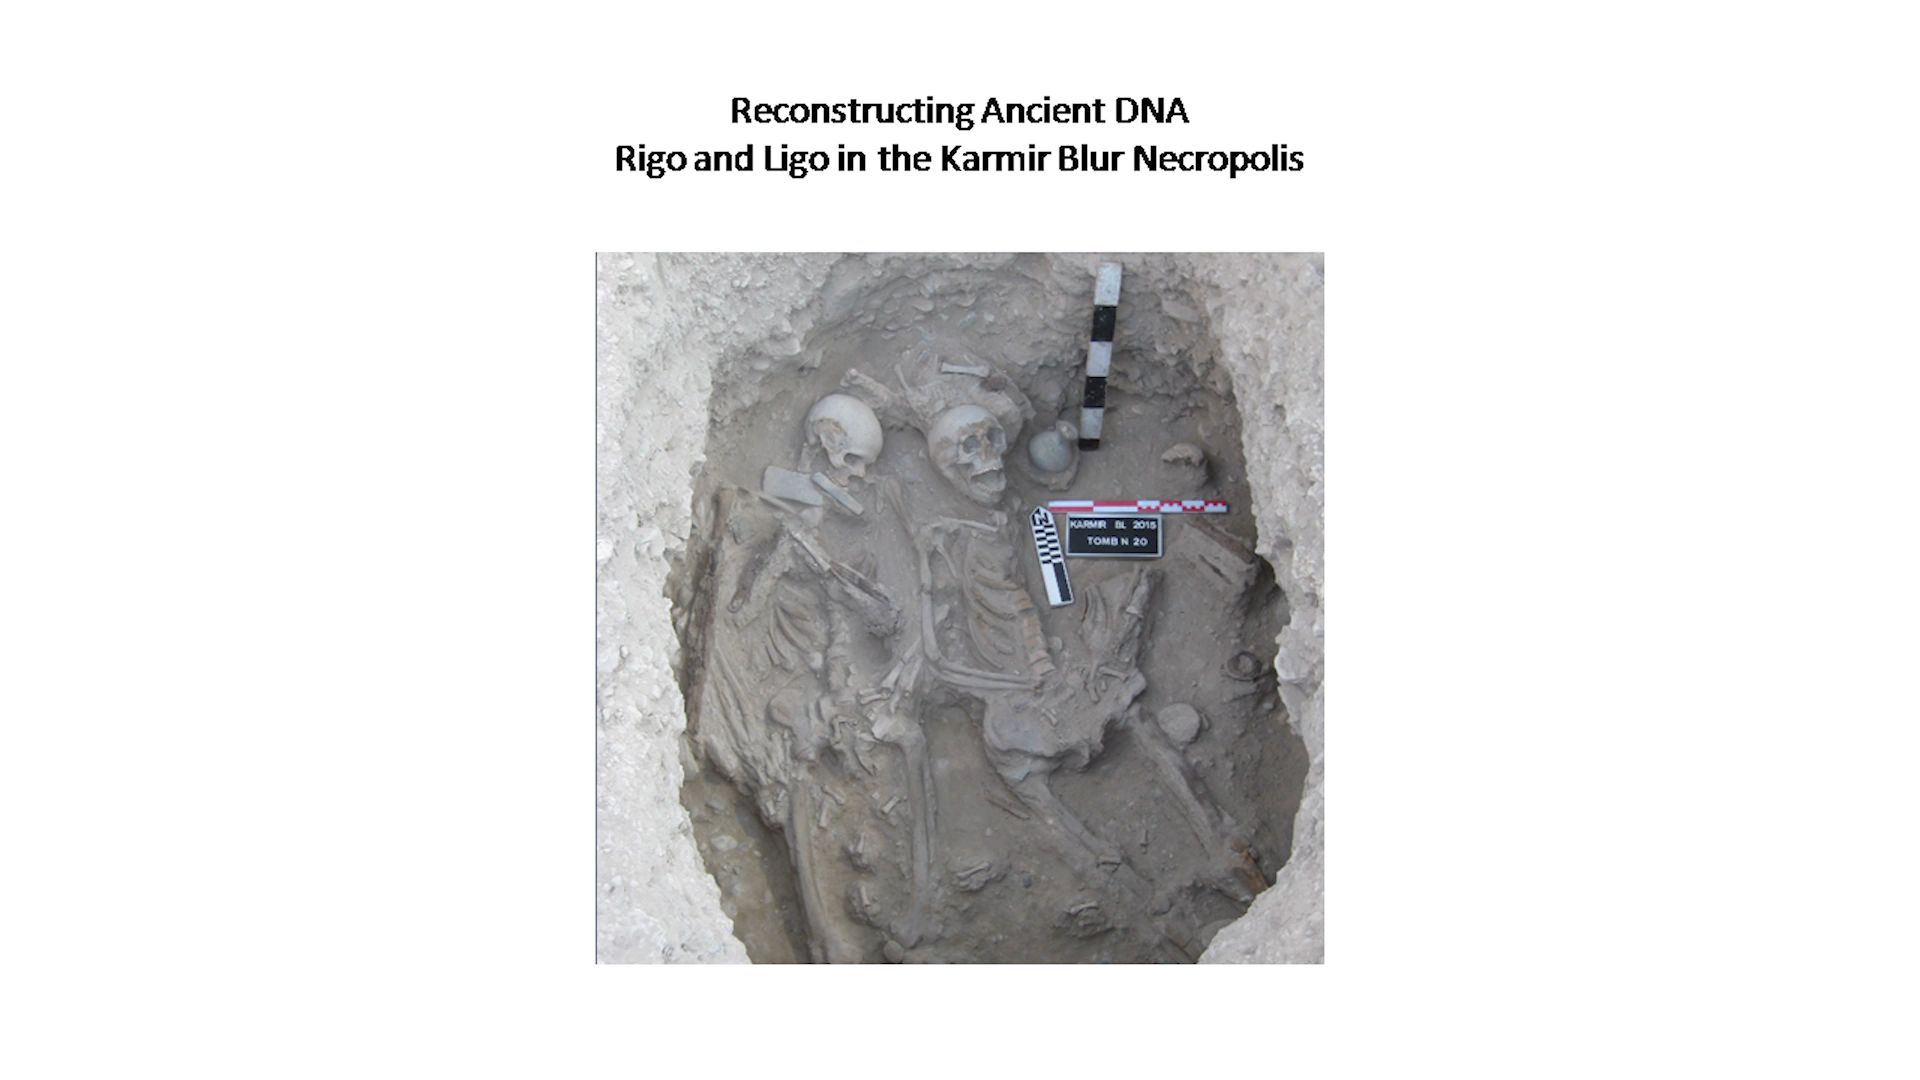 Reconstructing Ancient DNA
Rigo and Ligo in the Karmir Blur Necropolis
KARMIR BL 2015
TOMB N 20